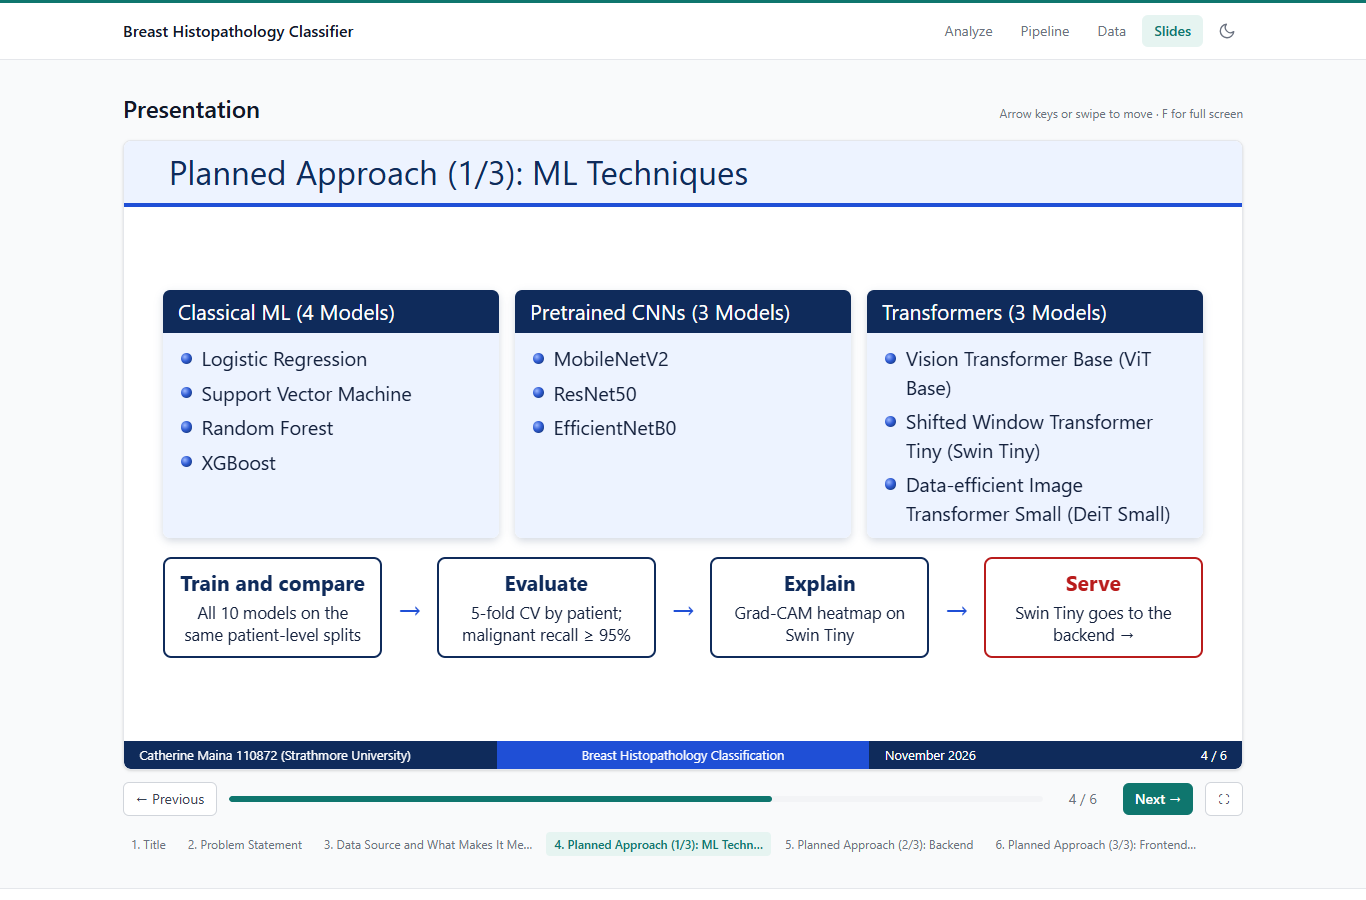 Breast Histopathology Classifier
Analyze
Pipeline
Data
Slides
Presentation
Arrow keys or swipe to move · F for full screen
Planned Approach (1/3): ML Techniques
Classical ML (4 Models)
Logistic Regression
Support Vector Machine
Random Forest
XGBoost
Pretrained CNNs (3 Models)
MobileNetV2
ResNet50
EfficientNetB0
Transformers (3 Models)
Vision Transformer Base (ViT
Base)
Shifted Window Transformer
Tiny (Swin Tiny)
Data-efficient Image
Transformer Small (DeiT Small)
Train and compare
All 10 models on the
same patient-level splits
→
Evaluate
5-fold CV by patient;
malignant recall ≥ 95%
→
Explain
Grad-CAM heatmap on
Swin Tiny
→
Serve
Swin Tiny goes to the
backend →
Catherine Maina 110872 (Strathmore University)
Breast Histopathology Classification
November 2026
4 / 6
← Previous
4 / 6
Next →
1. Title
2. Problem Statement
3. Data Source and What Makes It Me...
4. Planned Approach (1/3): ML Techn...
5. Planned Approach (2/3): Backend
6. Planned Approach (3/3): Frontend...